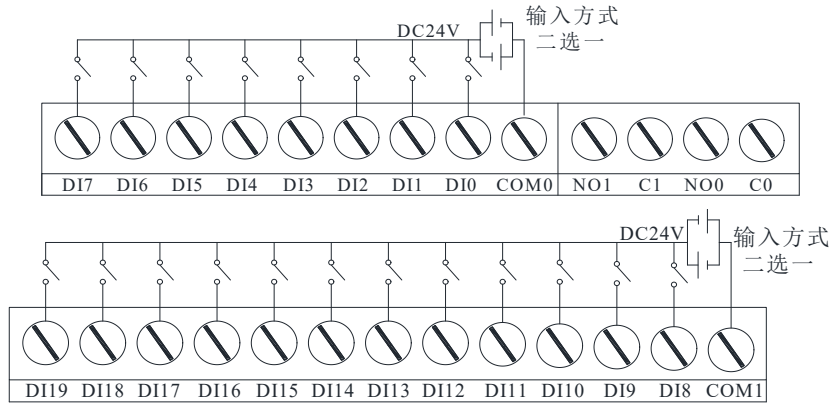 DC24V 输入方式
二选一
DI7 DI6 DI5 DI4 DI3 DI2 DI1 DI0 COM0 NO1 C1 NO0 C0
DC24V 输入方式
二选一
DI19 DI18 DI17 DI16 DI15 DI14 DI13 DI12 DI11 DI10 DI9 DI8 COM1